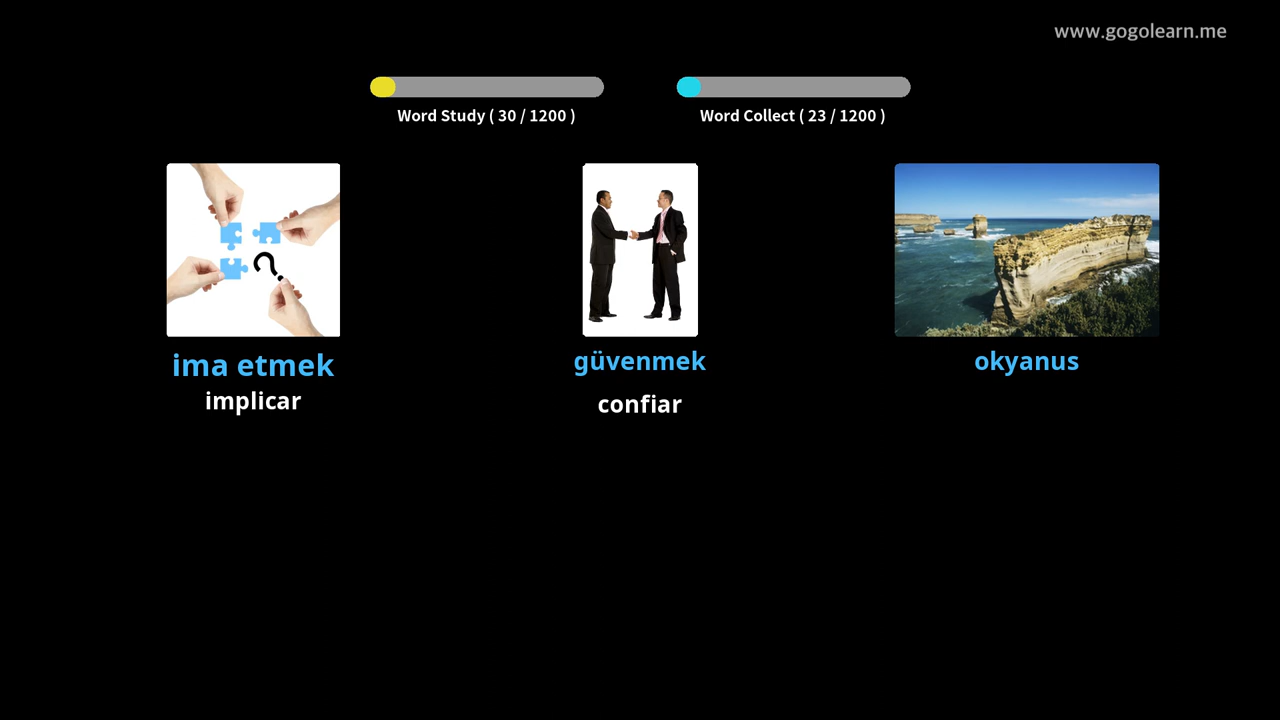 www.gogolearn.me
Word Study ( 30 / 1200 )
Word Collect ( 23 / 1200 )
ima etmek
implicar
güvenmek
confiar
okyanus